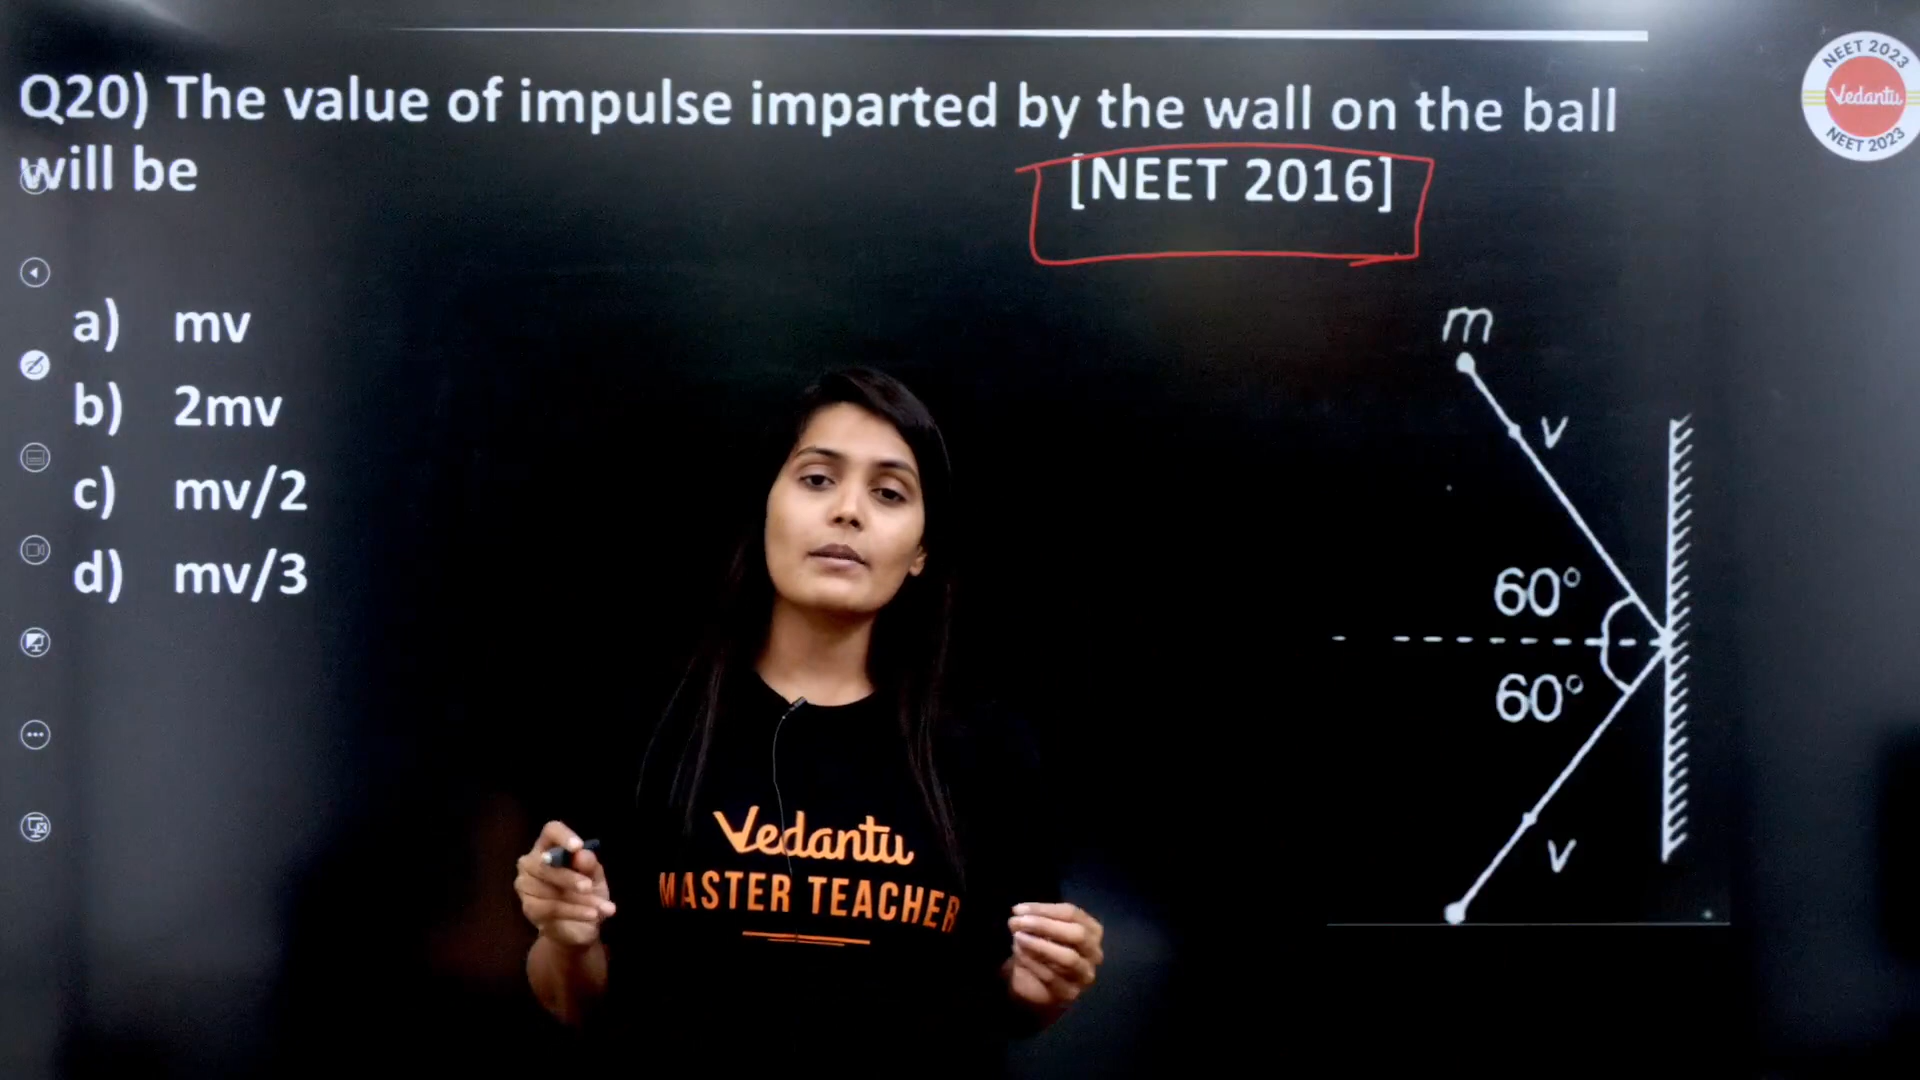 Q20) The value of impulse imparted by the wall on the ball
will be
[NEET 2016]
NEET 2023
Vedantu
NEET 2023
a) mv
b) 2mv
c) mv/2
d) mv/3
m
v
60°
60°
v
Vedantu
MASTER TEACHER